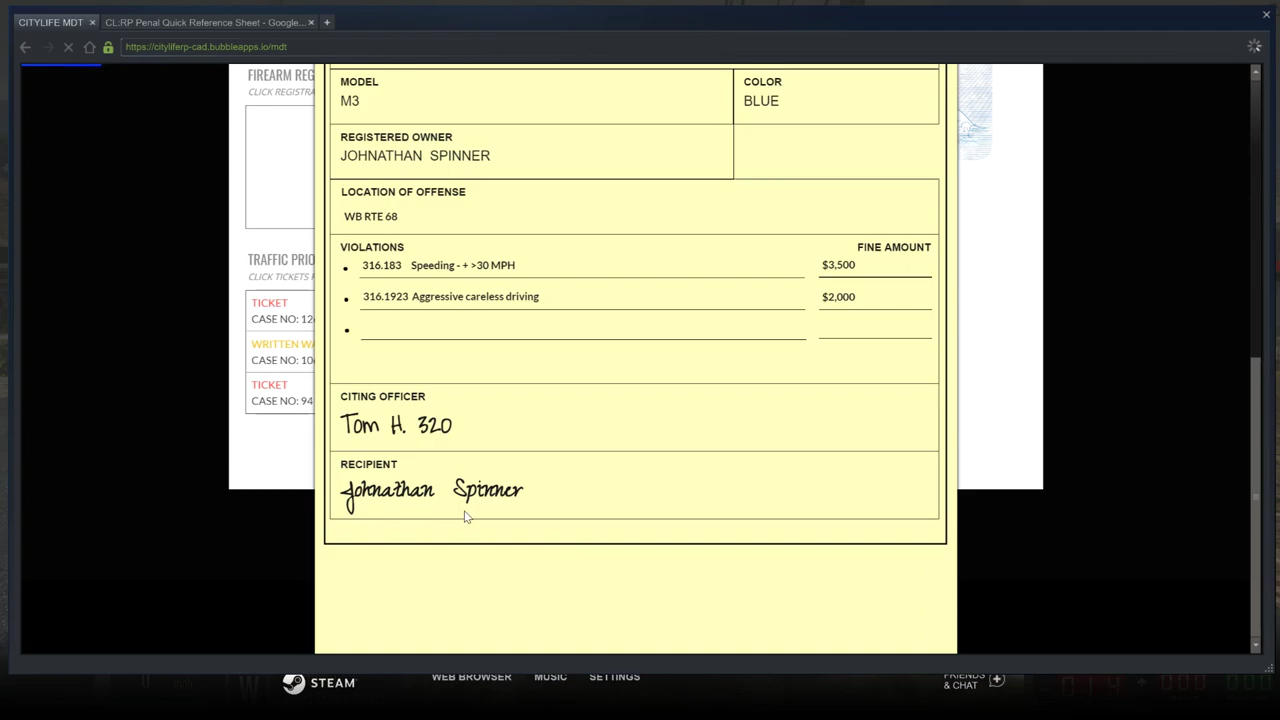 CITYLIFE MDT
CL:RP Penal Quick Reference Sheet - Google...
https://cityliferp-cad.bubbleapps.io/mdt
FIREARM REG
CLICK REGISTRA
MODEL
M3
COLOR
BLUE
REGISTERED OWNER
JOHNATHAN SPINNER
LOCATION OF OFFENSE
WB RTE 68
VIOLATIONS
FINE AMOUNT
316.183 Speeding - + >30 MPH
$3,500
316.1923 Aggressive careless driving
$2,000
TRAFFIC PRIO
CLICK TICKETS
TICKET
CASE NO: 126
WRITTEN WA
CASE NO: 106
TICKET
CASE NO: 94
CITING OFFICER
Tom H. 320
RECIPIENT
Johnathan Spinner
STEAM
WEB BROWSER
MUSIC
SETTINGS
FRIENDS
& CHAT